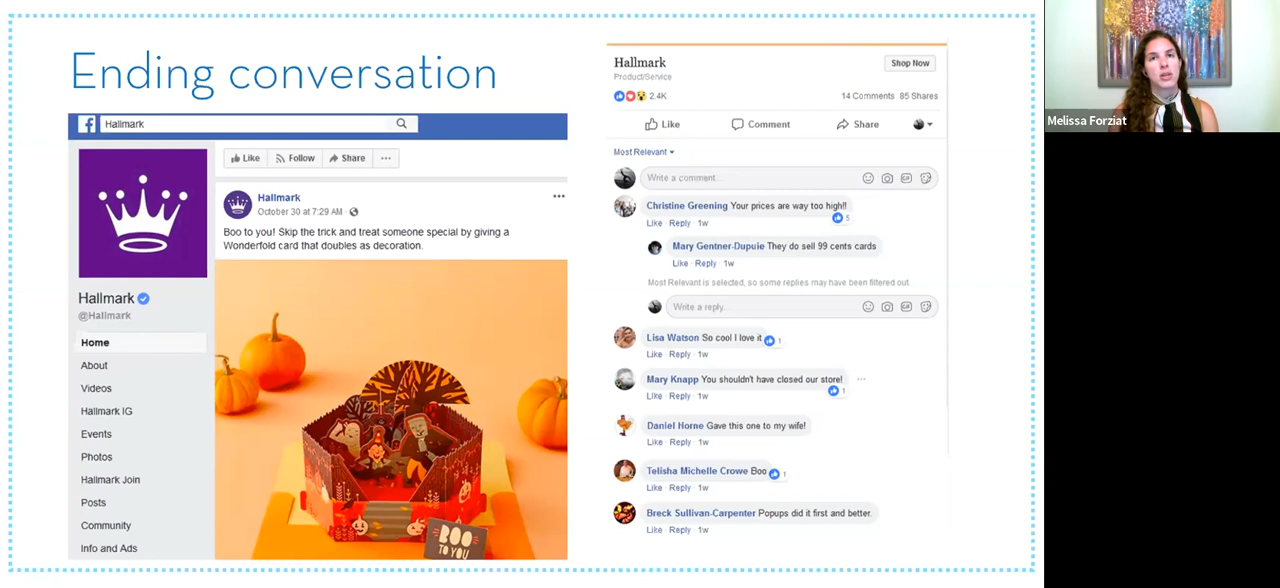 Ending conversation
Hallmark
Like
Follow
Share
Hallmark
October 30 at 7:29 AM ·
Boo to you! Skip the trick and treat someone special by giving a
Wonderfold card that doubles as decoration.
BOO
TO YOU
Hallmark
@Hallmark
Home
About
Videos
Hallmark IG
Events
Photos
Hallmark Join
Posts
Community
Info and Ads
Hallmark
Product/Service
Shop Now
2.4K
14 Comments 85 Shares
Like
Comment
Share
Most Relevant
Write a comment...
GIF
Christine Greening Your prices are way too high!!
5
Like · Reply · 1w
Mary Gentner-Dupuie They do sell 99 cents cards
Like · Reply · 1w
Most Relevant is selected, so some replies may have been filtered out.
Write a reply...
GIF
Lisa Watson So cool I love it
1
Like · Reply · 1w
Mary Knapp You shouldn't have closed our store!
1
Like · Reply · 1w
Daniel Horne Gave this one to my wife!
Like · Reply · 1w
Telisha Michelle Crowe Boo
1
Like · Reply · 1w
Breck Sullivan-Carpenter Popups did it first and better.
Like · Reply · 1w
Melissa Forziat